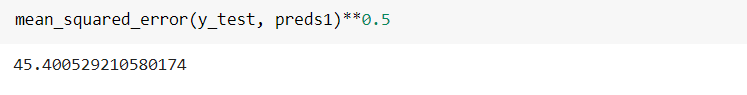 mean_squared_error(y_test, preds1)**0.5
45.400529210580174